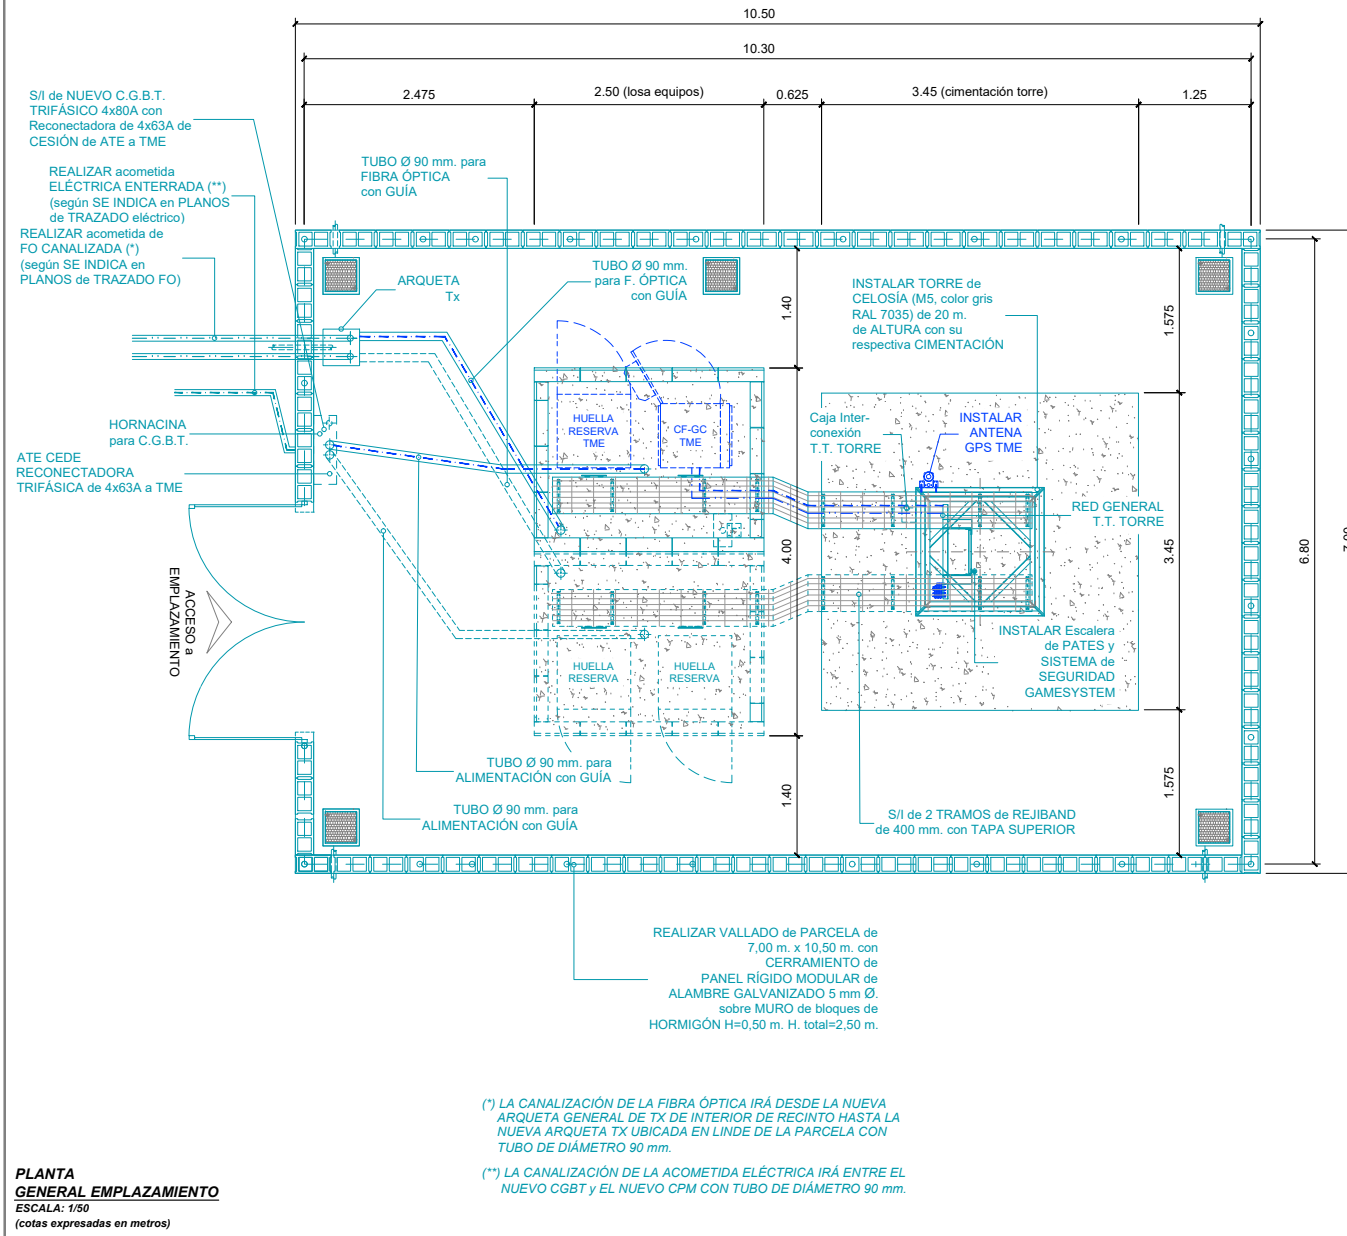 10.50
10.30
2.475
2.50 (losa equipos)
0.625
3.45 (cimentación torre)
1.25
S/I de NUEVO C.G.B.T.
TRIFÁSICO 4x80A con
Reconectadora de 4x63A de
CESIÓN de ATE a TME
REALIZAR acometida
ELÉCTRICA ENTERRADA (**)
(según SE INDICA en PLANOS
de TRAZADO eléctrico)
REALIZAR acometida de
FO CANALIZADA (*)
(según SE INDICA en
PLANOS de TRAZADO FO)
TUBO Ø 90 mm. para
FIBRA ÓPTICA
con GUÍA
ARQUETA
Tx
TUBO Ø 90 mm.
para F. ÓPTICA
con GUÍA
INSTALAR TORRE de
CELOSÍA (M5, color gris
RAL 7035) de 20 m.
de ALTURA con su
respectiva CIMENTACIÓN
1.40
1.575
HORNACINA
para C.G.B.T.
ATE CEDE
RECONECTADORA
TRIFÁSICA de 4x63A a TME
HUELLA
RESERVA
TME
CF-GC
TME
Caja Inter-
conexión
T.T. TORRE
INSTALAR
ANTENA
GPS TME
RED GENERAL
T.T. TORRE
4.00
3.45
6.80
ACCESO a
EMPLAZAMIENTO
INSTALAR Escalera
de PATES y
SISTEMA de
SEGURIDAD
GAMESYSTEM
HUELLA
RESERVA
HUELLA
RESERVA
TUBO Ø 90 mm. para
ALIMENTACIÓN con GUÍA
TUBO Ø 90 mm. para
ALIMENTACIÓN con GUÍA
1.40
1.575
S/I de 2 TRAMOS de REJIBAND
de 400 mm. con TAPA SUPERIOR
REALIZAR VALLADO de PARCELA de
7,00 m. x 10,50 m. con
CERRAMIENTO de
PANEL RÍGIDO MODULAR de
ALAMBRE GALVANIZADO 5 mm Ø.
sobre MURO de bloques de
HORMIGÓN H=0,50 m. H. total=2,50 m.
(*) LA CANALIZACIÓN DE LA FIBRA ÓPTICA IRÁ DESDE LA NUEVA
ARQUETA GENERAL DE TX DE INTERIOR DE RECINTO HASTA LA
NUEVA ARQUETA TX UBICADA EN LINDE DE LA PARCELA CON
TUBO DE DIÁMETRO 90 mm.
(**) LA CANALIZACIÓN DE LA ACOMETIDA ELÉCTRICA IRÁ ENTRE EL
NUEVO CGBT y EL NUEVO CPM CON TUBO DE DIÁMETRO 90 mm.
PLANTA
GENERAL EMPLAZAMIENTO
ESCALA: 1/50
(cotas expresadas en metros)